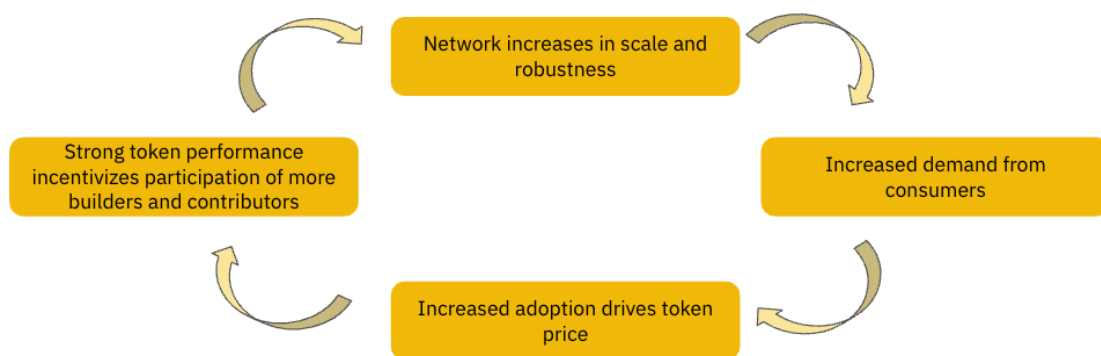 Network increases in scale and
robustness
Strong token performance
incentivizes participation of more
builders and contributors
Increased demand from
consumers
Increased adoption drives token
price